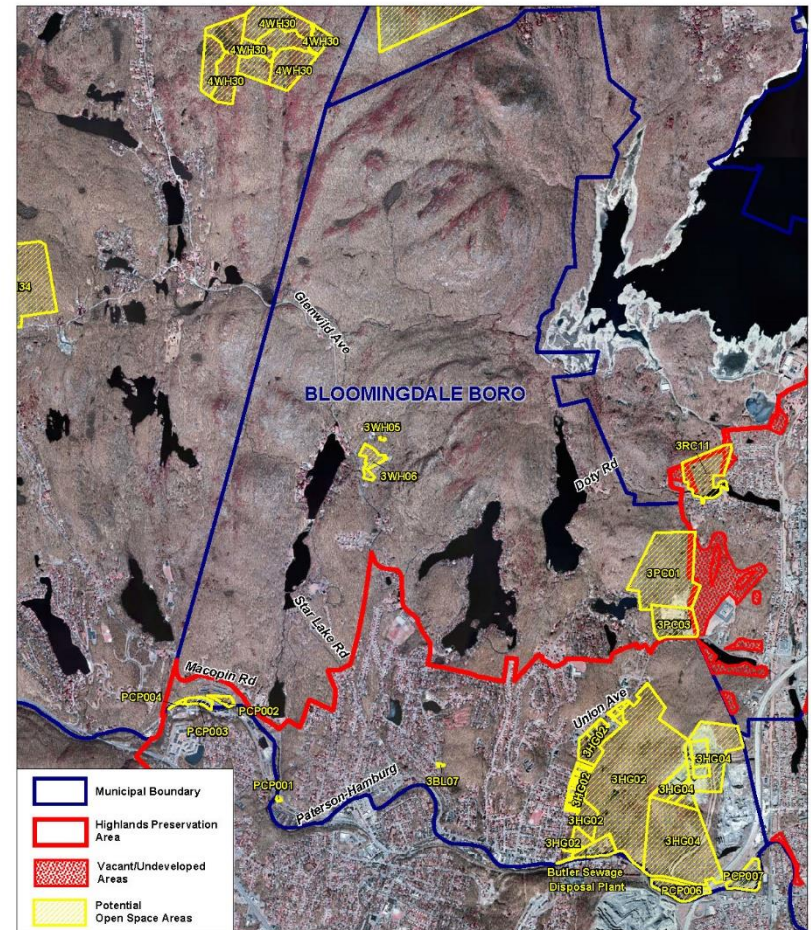 4WH30
4WH30
4WH30
4WH30
4WH30
Glenwild Ave
BLOOMINGDALE BORO
3WH05
3WH06
Doty Rd
3RC11
3PC01
3PC03
Star Lake Rd
Macopin Rd
PCP004
PCP002
PCP003
PCP001
Paterson-Hamburg
3BL07
Union Ave
3HG02
3HG02
3HG02
3HG02
3HG02
3HG04
3HG04
3HG04
Butler Sewage
Disposal Plant
PCP006
PCP007
Municipal Boundary
Highlands Preservation
Area
Vacant/Undeveloped
Areas
Potential
Open Space Areas